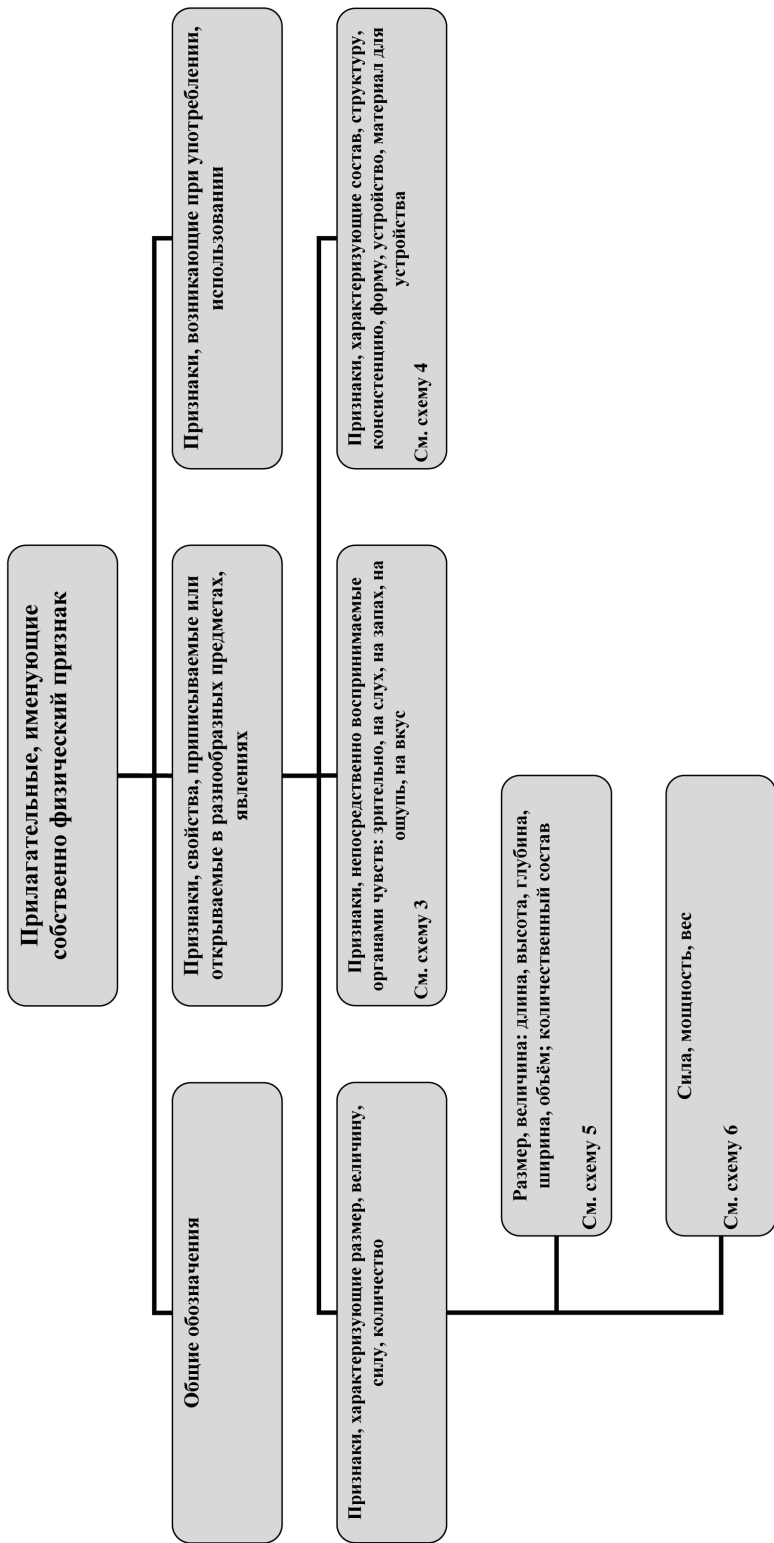 Прилагательные, именующие
собственно физический признак
Общие обозначения
Признаки, свойства, приписываемые или
открываемые в разнообразных предметах,
явлениях
Признаки, возникающие при употреблении,
использовании
Признаки, характеризующие размер, величину,
силу, количество
Признаки, непосредственно воспринимаемые
органами чувств: зрительно, на слух, на запах, на
ощупь, на вкус
См. схему 3
Признаки, характеризующие состав, структуру,
консистенцию, форму, устройство, материал для
устройства
См. схему 4
Размер, величина: длина, высота, глубина,
ширина, объём; количественный состав
См. схему 5
Сила, мощность, вес
См. схему 6